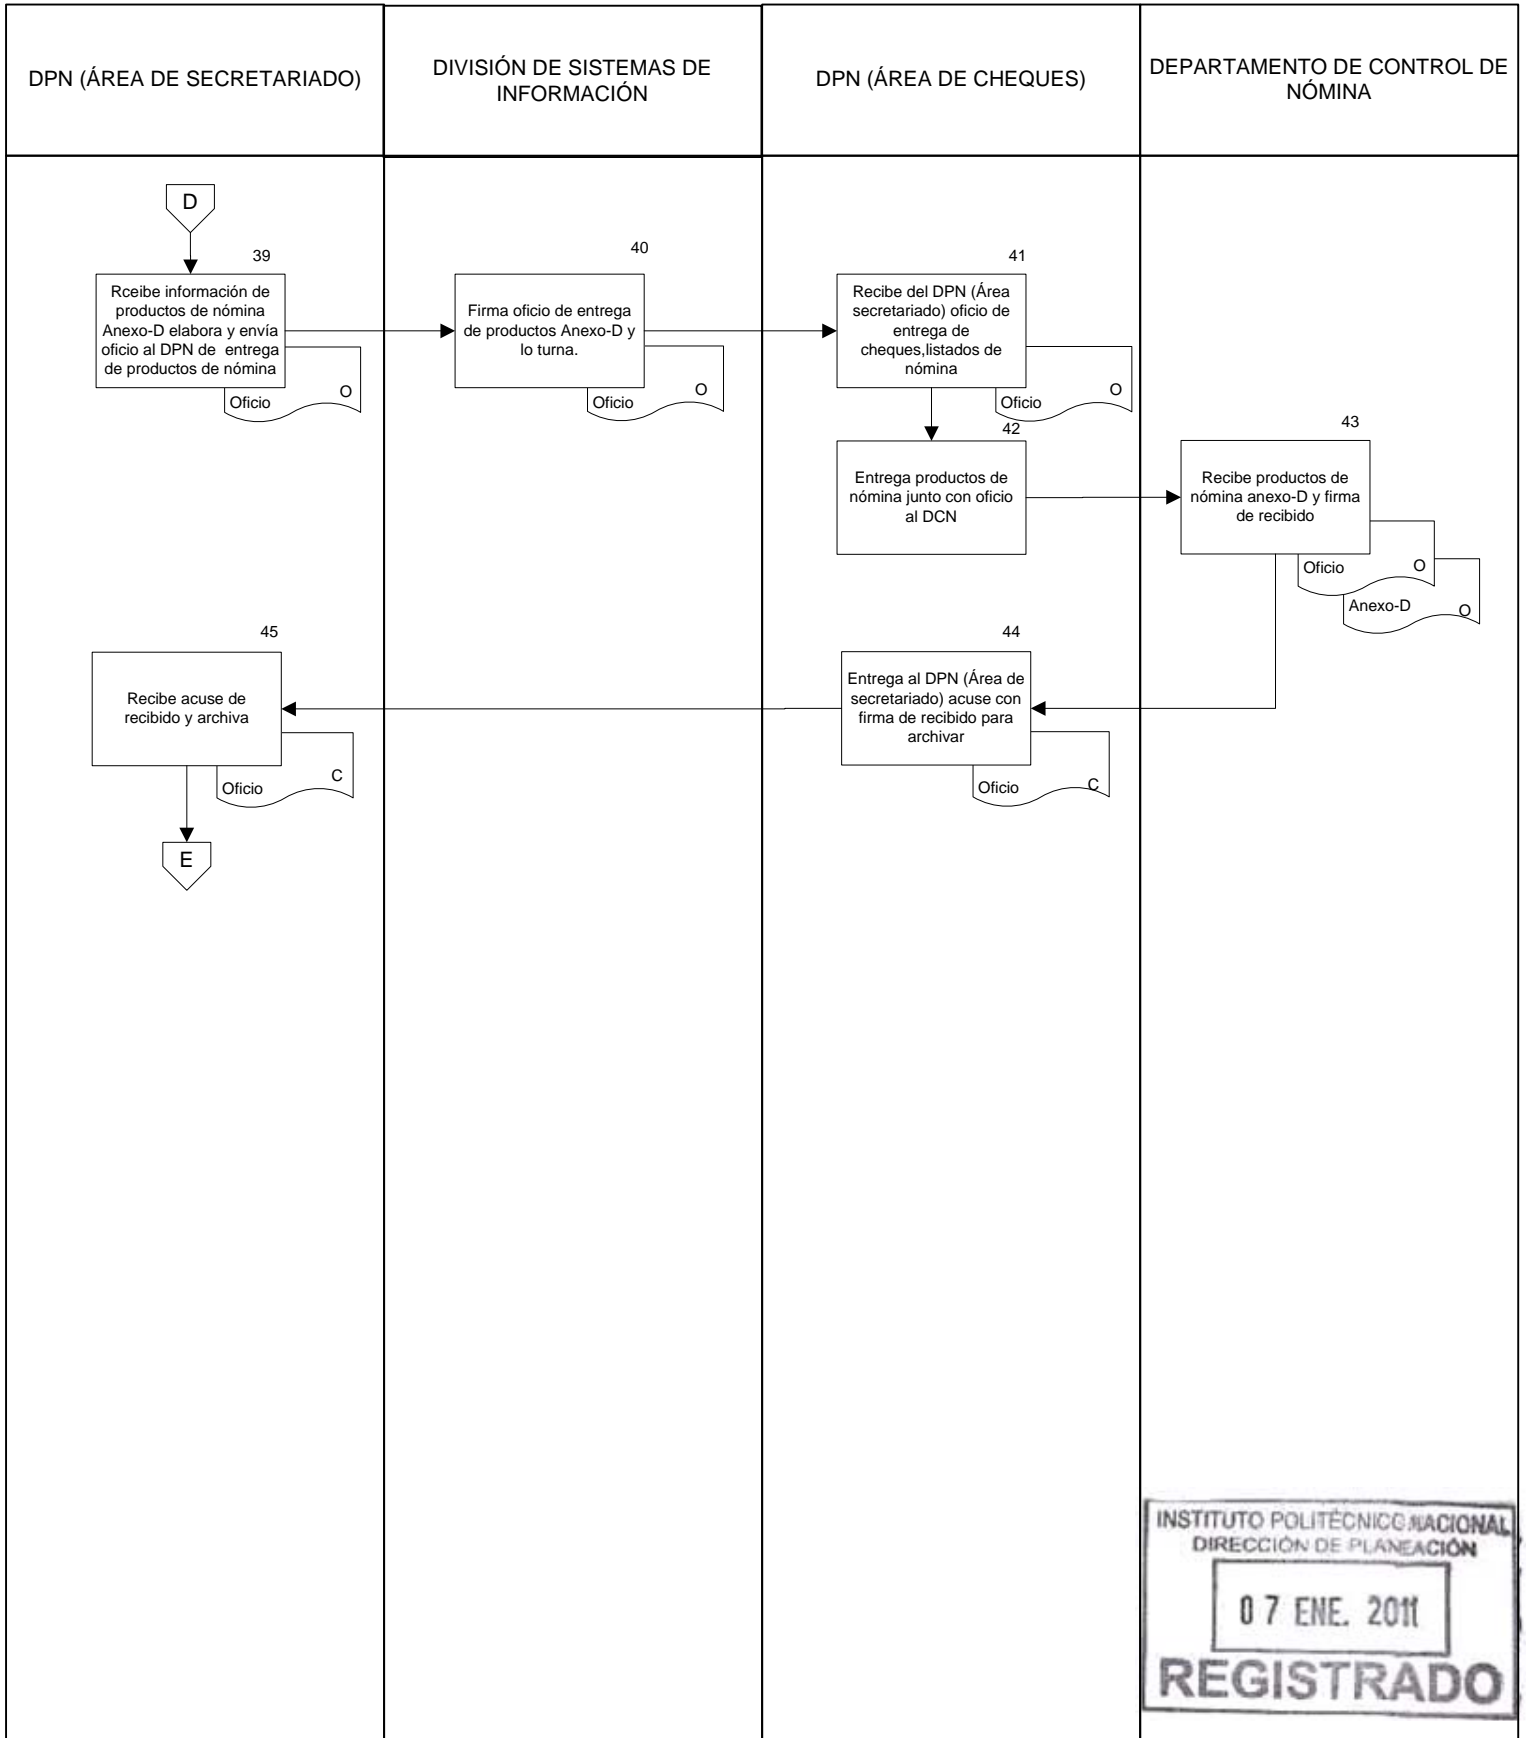 DPN (ÁREA DE SECRETARIADO)
DIVISIÓN DE SISTEMAS DE
INFORMACIÓN
DPN (ÁREA DE CHEQUES)
DEPARTAMENTO DE CONTROL DE
NÓMINA
D
39
Rceibe información de
productos de nómina
Anexo-D elabora y envía
oficio al DPN de entrega
de productos de nómina
Oficio
O
40
Firma oficio de entrega
de productos Anexo-D y
lo turna.
Oficio
O
41
Recibe del DPN (Área
secretariado) oficio de
entrega de
cheques,listados de
nómina
Oficio
O
42
Entrega productos de
nómina junto con oficio
al DCN
43
Recibe productos de
nómina anexo-D y firma
de recibido
Oficio
O
Anexo-D
O
44
Entrega al DPN (Área de
secretariado) acuse con
firma de recibido para
archivar
Oficio
C
45
Recibe acuse de
recibido y archiva
Oficio
C
E
INSTITUTO POLITÉCNICO NACIONAL
DIRECCIÓN DE PLANEACIÓN
07 ENE. 2011
REGISTRADO